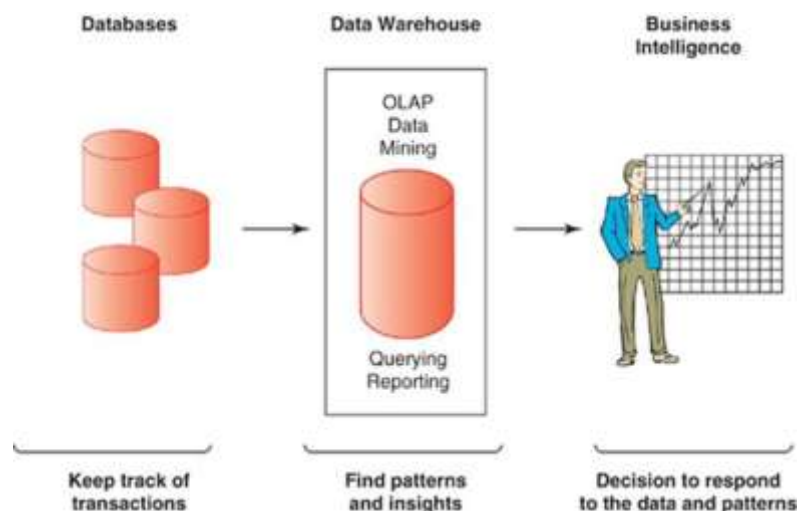 Databases
Data Warehouse
Business
Intelligence
OLAP
Data
Mining
Querying
Reporting
Keep track of
transactions
Find patterns
and insights
Decision to respond
to the data and patterns